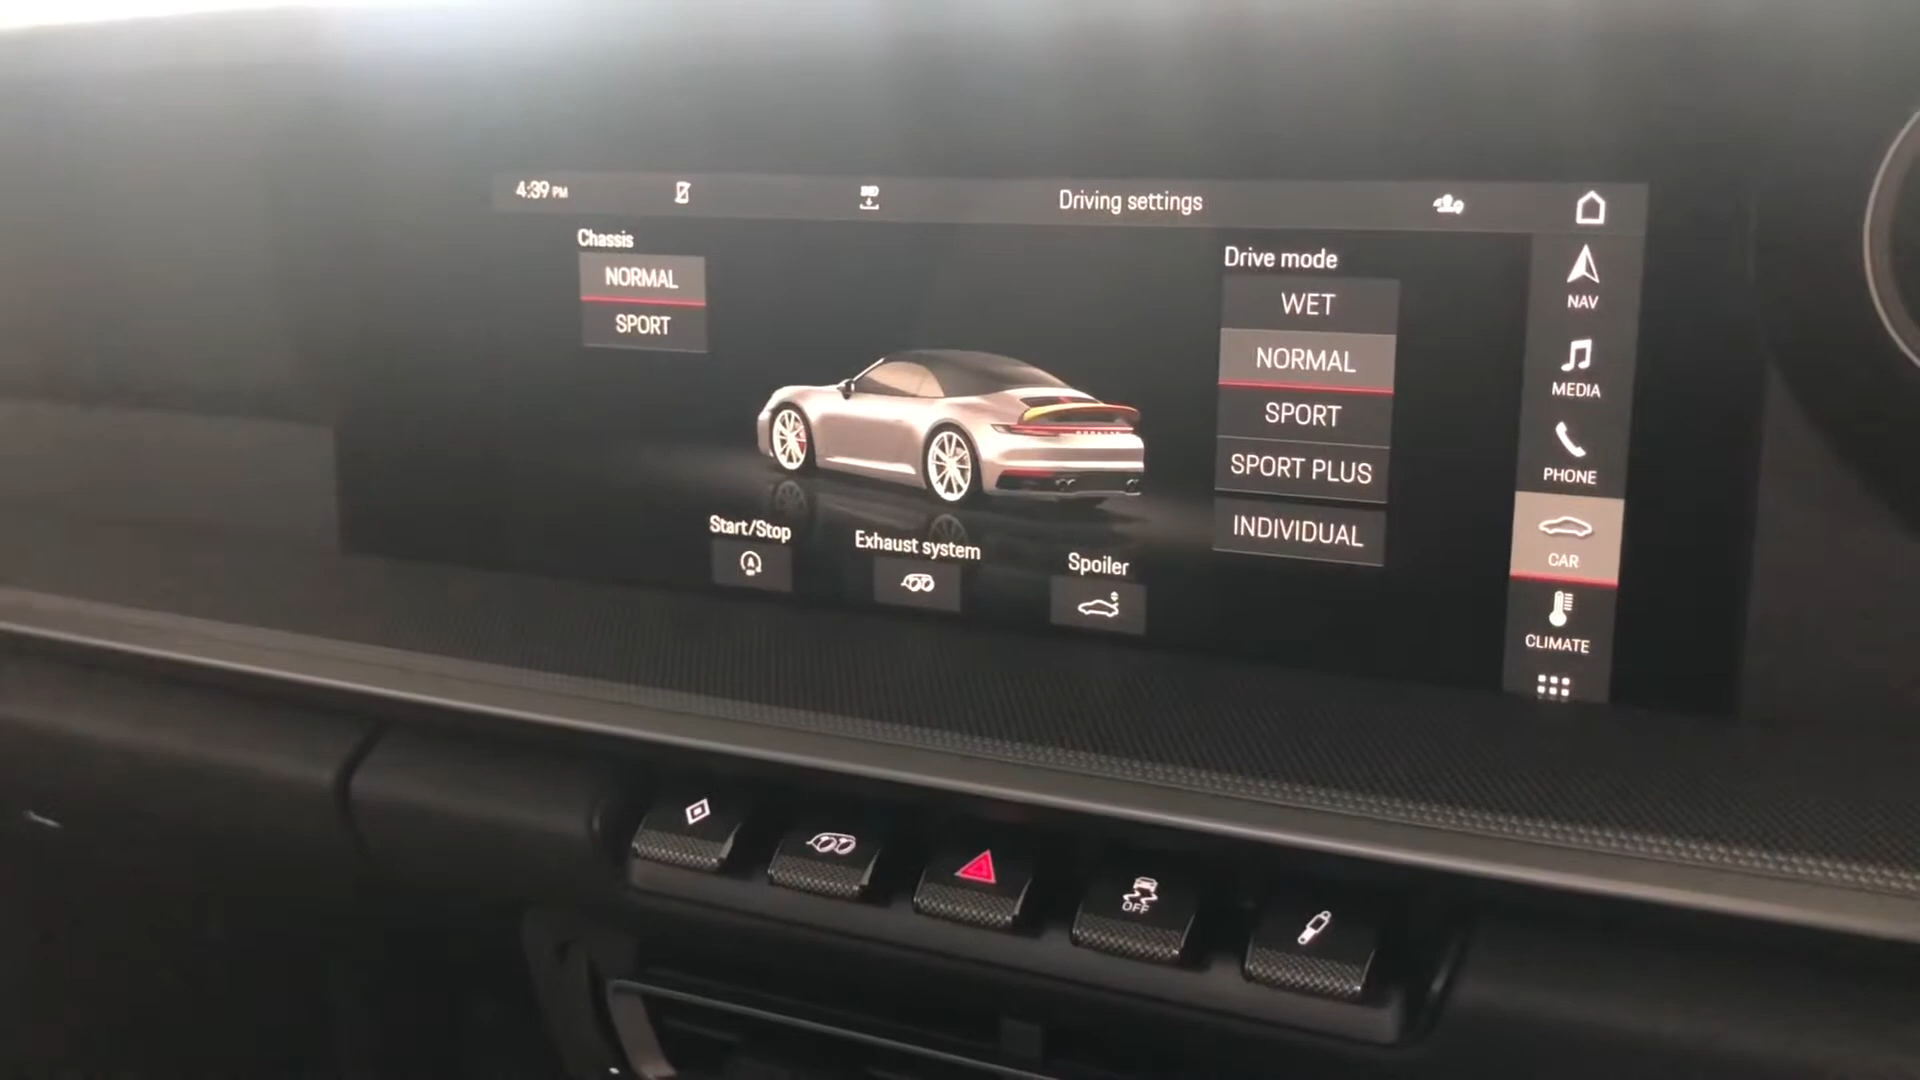 4:39 PM
Driving settings
Chassis
NORMAL
SPORT
Drive mode
WET
NORMAL
SPORT
SPORT PLUS
INDIVIDUAL
Start/Stop
Exhaust system
Spoiler
NAV
MEDIA
PHONE
CAR
CLIMATE
OFF